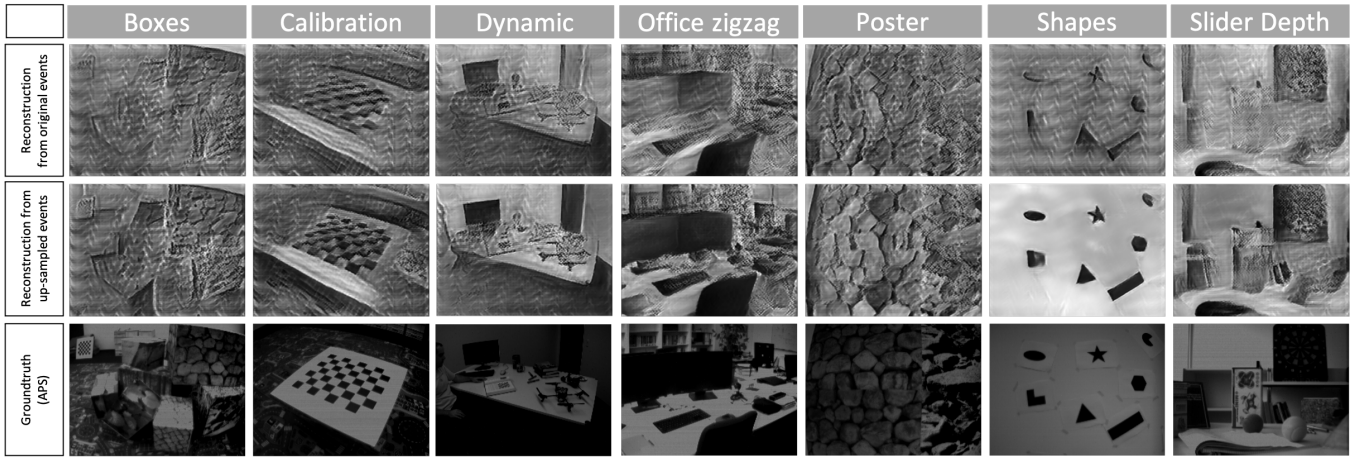 Boxes
Calibration
Dynamic
Office zigzag
Poster
Shapes
Slider Depth
Reconstruction
from original events
Reconstruction from
up-sampled events
Groundtruth
(APS)